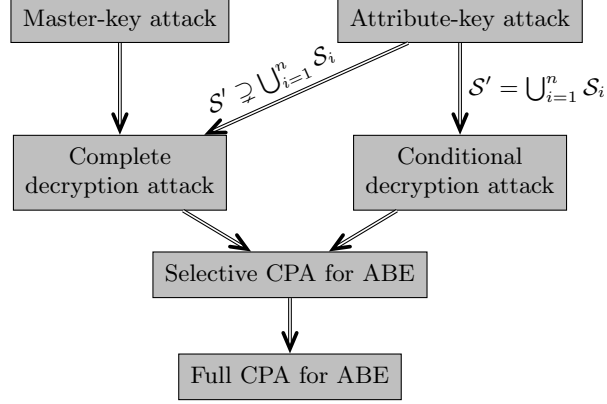 Master-key attack
Attribute-key attack
𝒮′ ⊋ ⋃ⁿᵢ₌₁ 𝒮ᵢ
𝒮′ = ⋃ⁿᵢ₌₁ 𝒮ᵢ
Complete
decryption attack
Conditional
decryption attack
Selective CPA for ABE
Full CPA for ABE